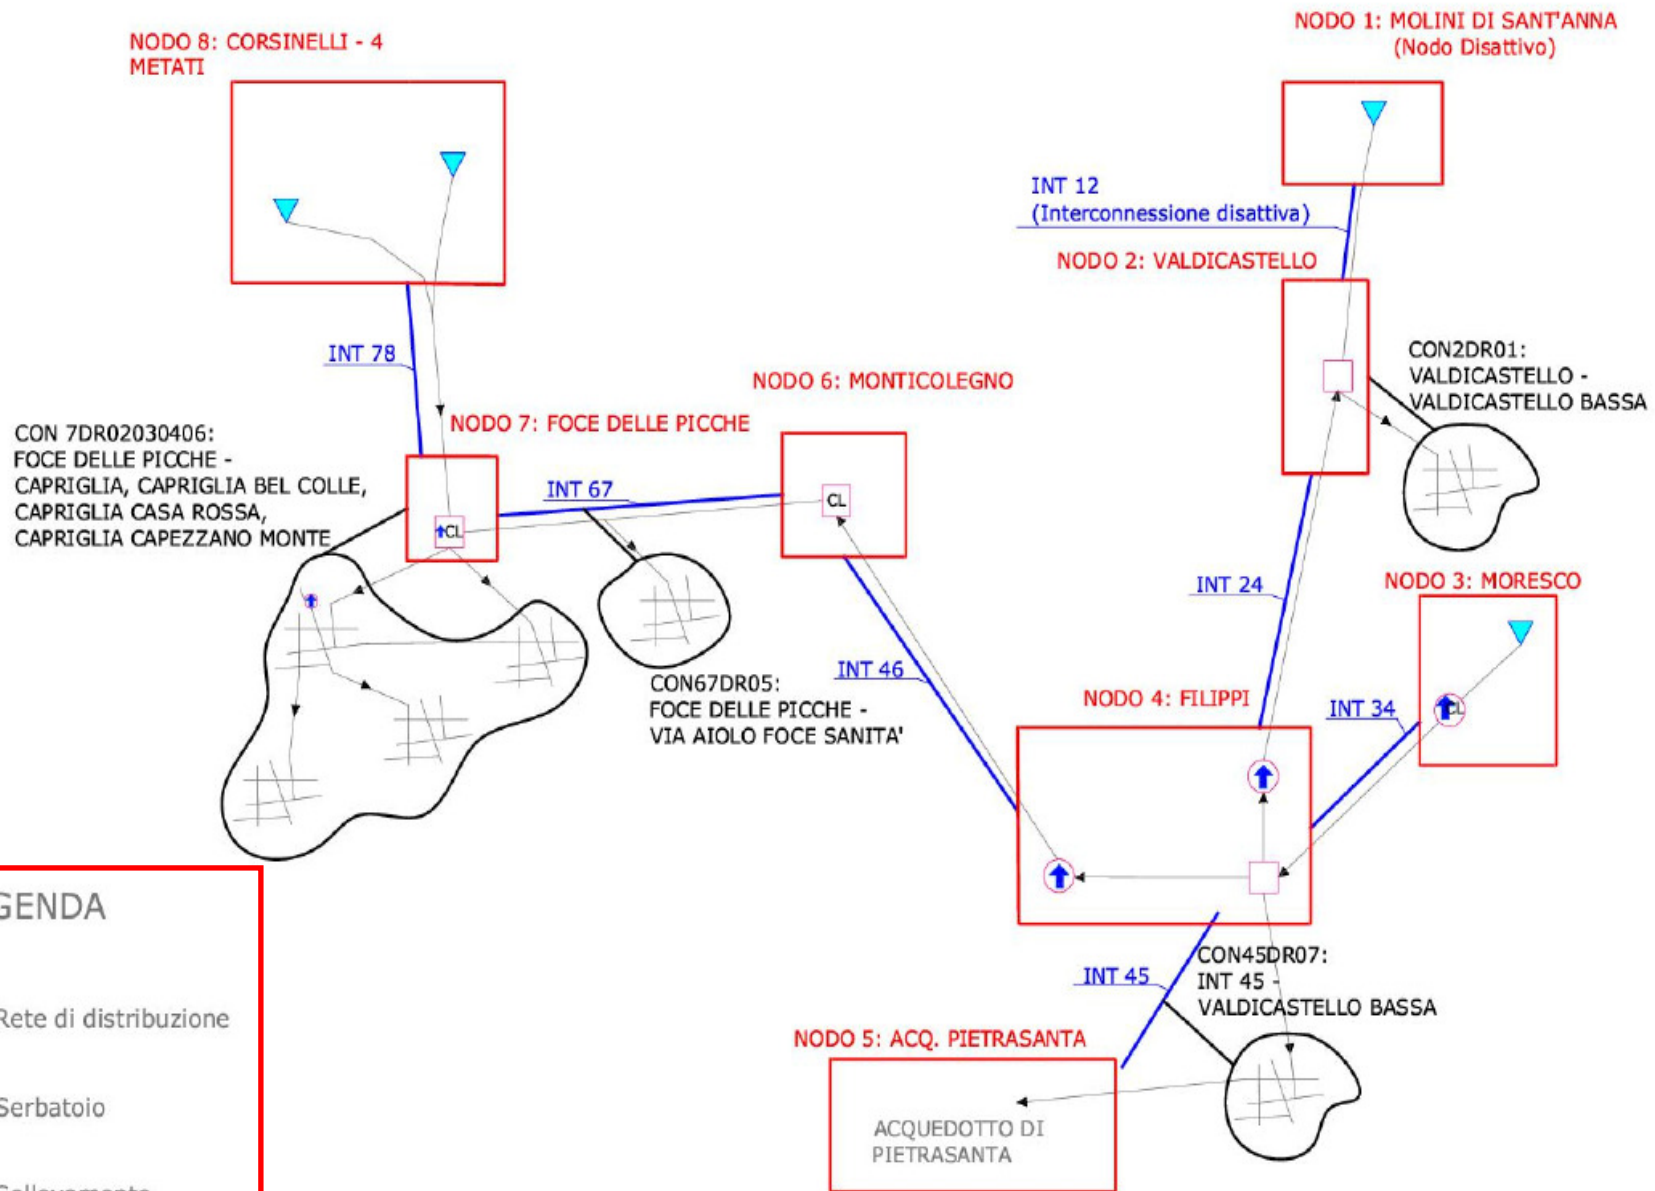 NODO 8: CORSINELLI - 4
METATI
NODO 1: MOLINI DI SANT'ANNA
(Nodo Disattivo)
INT 12
(Interconnessione disattiva)
NODO 2: VALDICASTELLO
INT 78
CON2DR01:
VALDICASTELLO -
VALDICASTELLO BASSA
NODO 6: MONTICOLEGNO
NODO 7: FOCE DELLE PICCHE
CON 7DR02030406:
FOCE DELLE PICCHE -
CAPRIGLIA, CAPRIGLIA BEL COLLE,
CAPRIGLIA CASA ROSSA,
CAPRIGLIA CAPEZZANO MONTE
INT 67
CL
CL
INT 24
NODO 3: MORESCO
INT 46
CON67DR05:
FOCE DELLE PICCHE -
VIA AIOLO FOCE SANITA'
NODO 4: FILIPPI
INT 34
CL
GENDA
Rete di distribuzione
Serbatoio
Sollevamento
INT 45
CON45DR07:
INT 45 -
VALDICASTELLO BASSA
NODO 5: ACQ. PIETRASANTA
ACQUEDOTTO DI
PIETRASANTA